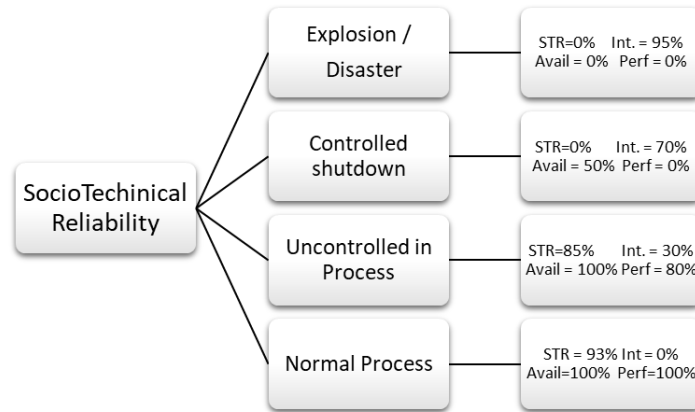 SocioTechinical
Reliability
Explosion /
Disaster
STR=0% Int. = 95%
Avail = 0% Perf = 0%
Controlled
shutdown
STR=0% Int. = 70%
Avail = 50% Perf = 0%
Uncontrolled in
Process
STR=85% Int. = 30%
Avail = 100% Perf = 80%
Normal Process
STR = 93% Int = 0%
Avail=100% Perf=100%